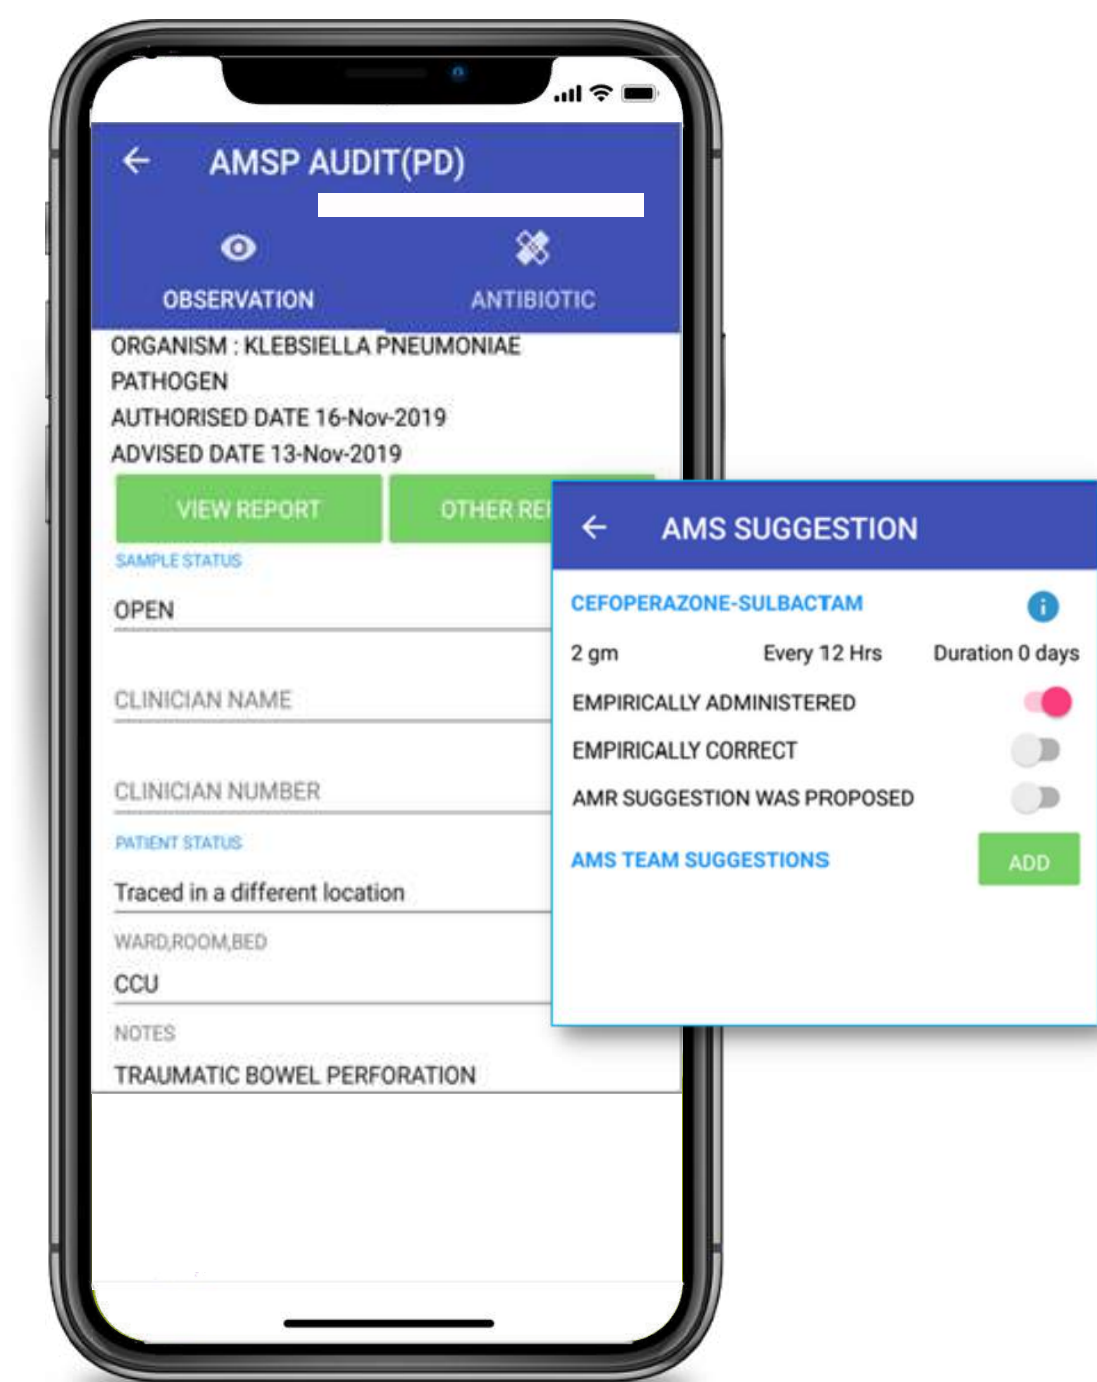 AMSP AUDIT(PD)
OBSERVATION
ANTIBIOTIC
ORGANISM : KLEBSIELLA PNEUMONIAE
PATHOGEN
AUTHORISED DATE 16-Nov-2019
ADVISED DATE 13-Nov-2019
VIEW REPORT
OTHER RE
SAMPLE STATUS
OPEN
CLINICIAN NAME
CLINICIAN NUMBER
PATIENT STATUS
Traced in a different location
WARD,ROOM,BED
CCU
NOTES
TRAUMATIC BOWEL PERFORATION
AMS SUGGESTION
CEFOPERAZONE-SULBACTAM
2 gm Every 12 Hrs Duration 0 days
EMPIRICALLY ADMINISTERED
EMPIRICALLY CORRECT
AMR SUGGESTION WAS PROPOSED
AMS TEAM SUGGESTIONS
ADD